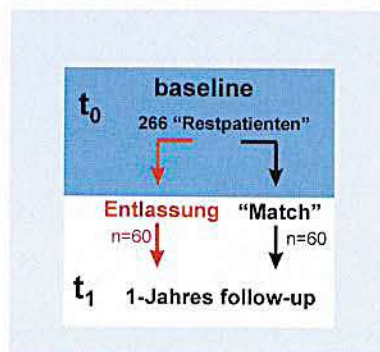 baseline
t0
266 “Restpatienten”
Entlassung “Match”
n=60 n=60
t1 1-Jahres follow-up